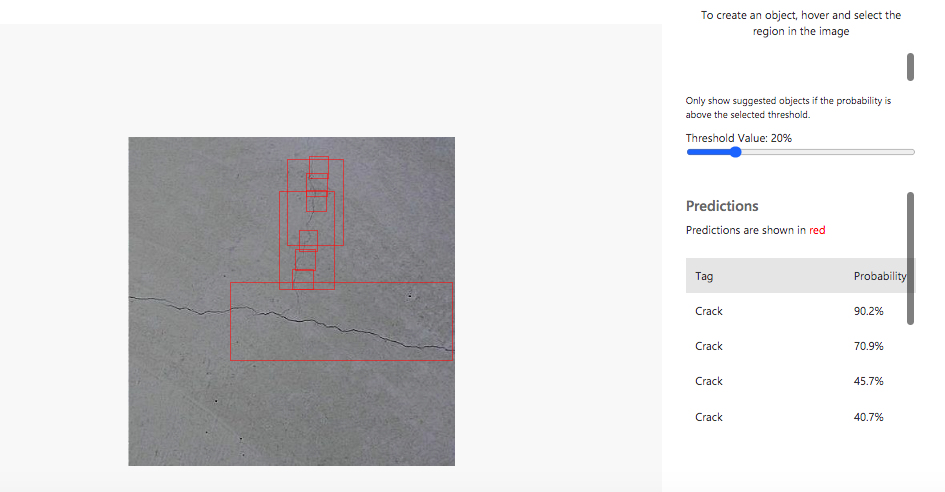 To create an object, hover and select the
region in the image
Only show suggested objects if the probability is
above the selected threshold.
Threshold Value: 20%
Predictions
Predictions are shown in red
Tag Probability
Crack 90.2%
Crack 70.9%
Crack 45.7%
Crack 40.7%